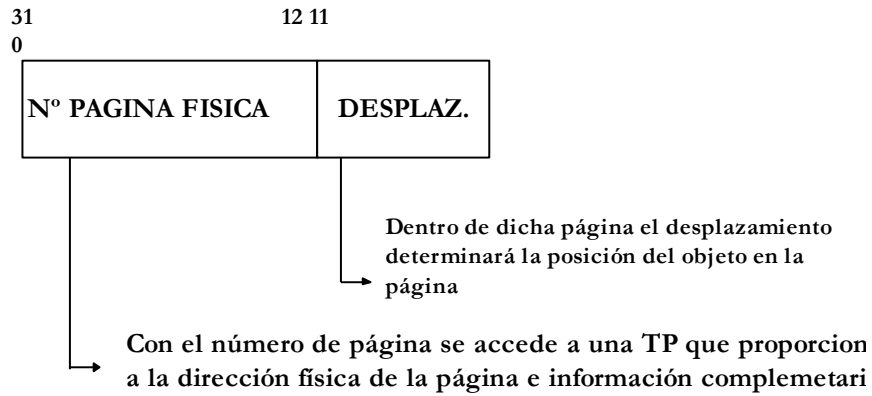 31 12 11
0
Nº PAGINA FISICA DESPLAZ.
Dentro de dicha página el desplazamiento
determinará la posición del objeto en la
página
Con el número de página se accede a una TP que proporcion
a la dirección física de la página e información complemetari